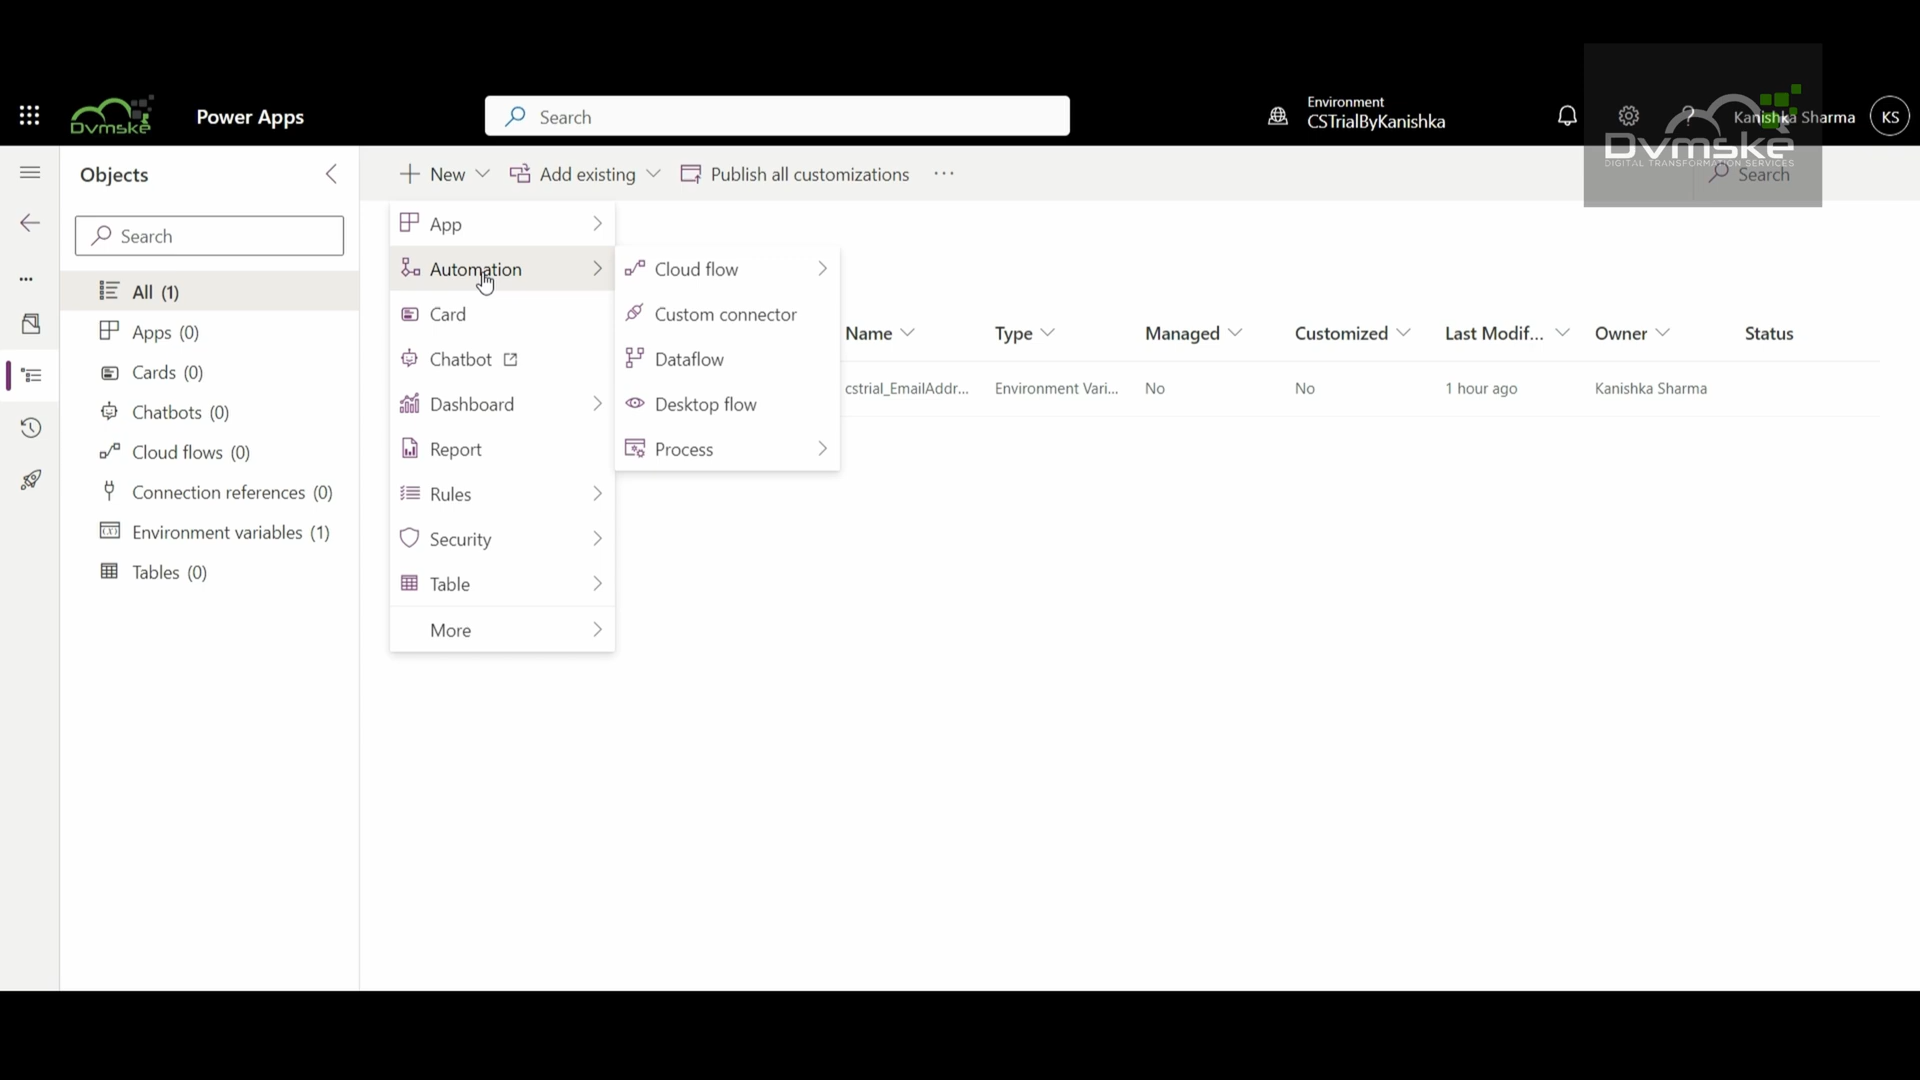 Dvmske
Power Apps
Search
Environment
CSTrialByKanishka
?
Kanishka Sharma
KS
Dvmske
DIGITAL TRANSFORMATION SERVICES
Objects
New
Add existing
Publish all customizations
...
Search
Search
All (1)
Apps (0)
Cards (0)
Chatbots (0)
Cloud flows (0)
Connection references (0)
Environment variables (1)
Tables (0)
App
Automation
Card
Chatbot
Dashboard
Report
Rules
Security
Table
More
Cloud flow
Custom connector
Dataflow
Desktop flow
Process
Name Type Managed Customized Last Modif... Owner Status
cstrial_EmailAddr... Environment Vari... No No 1 hour ago Kanishka Sharma